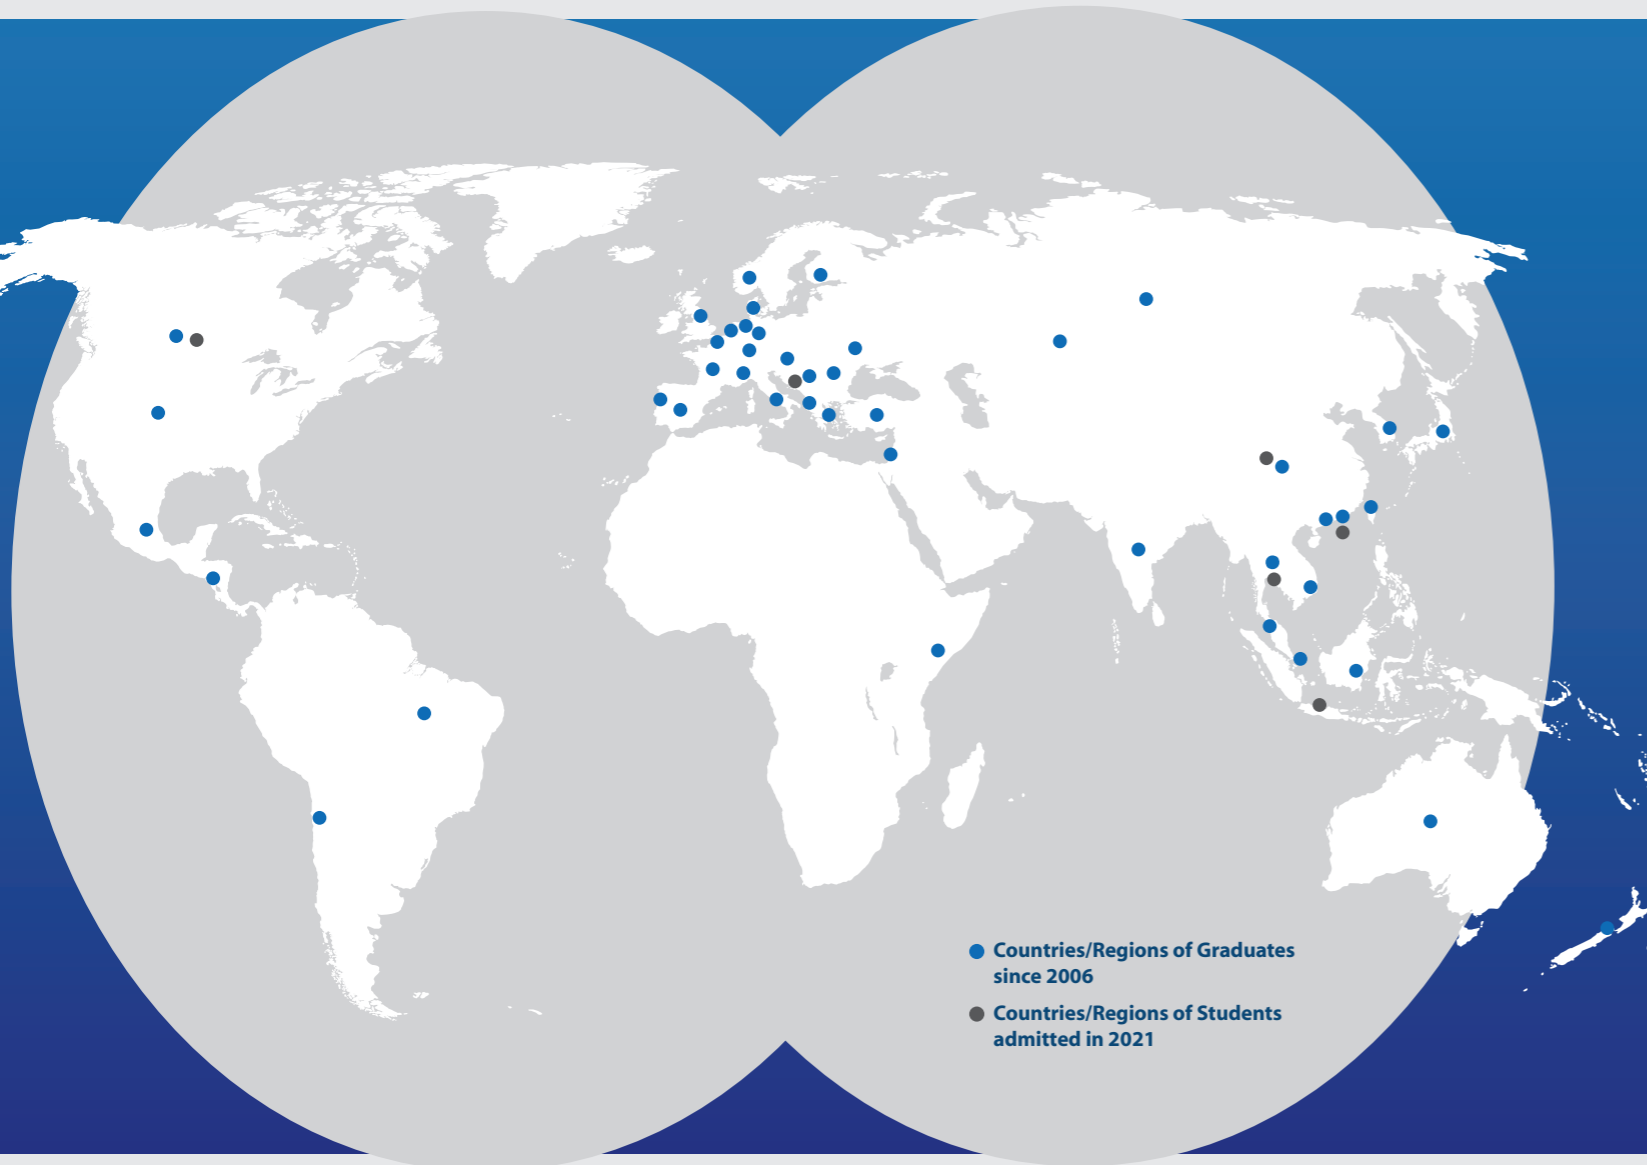 Countries/Regions of Graduates
since 2006
Countries/Regions of Students
admitted in 2021